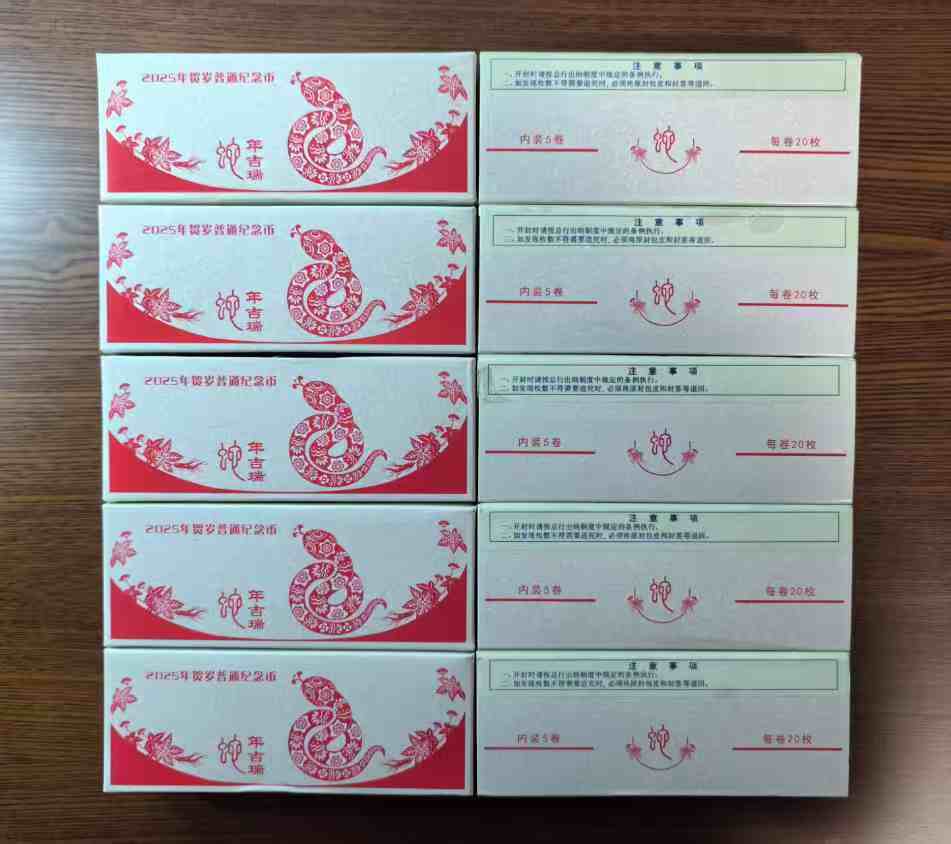 2025年贺岁普通纪念币
蛇年吉瑞
注意事项
一、开封时请按总行出纳制度中规定的条例执行。
二、如发现枚数不符需要追究时,必须将原封包皮和封签等退回。
内装5卷 蛇 每卷20枚
2025年贺岁普通纪念币
蛇年吉瑞
注意事项
一、开封时请按总行出纳制度中规定的条例执行。
二、如发现枚数不符需要追究时,必须将原封包皮和封签等退回。
内装5卷 蛇 每卷20枚
2025年贺岁普通纪念币
蛇年吉瑞
注意事项
一、开封时请按总行出纳制度中规定的条例执行。
二、如发现枚数不符需要追究时,必须将原封包皮和封签等退回。
内装5卷 蛇 每卷20枚
2025年贺岁普通纪念币
蛇年吉瑞
注意事项
一、开封时请按总行出纳制度中规定的条例执行。
二、如发现枚数不符需要追究时,必须将原封包皮和封签等退回。
内装5卷 蛇 每卷20枚
2025年贺岁普通纪念币
蛇年吉瑞
注意事项
一、开封时请按总行出纳制度中规定的条例执行。
二、如发现枚数不符需要追究时,必须将原封包皮和封签等退回。
内装5卷 蛇 每卷20枚